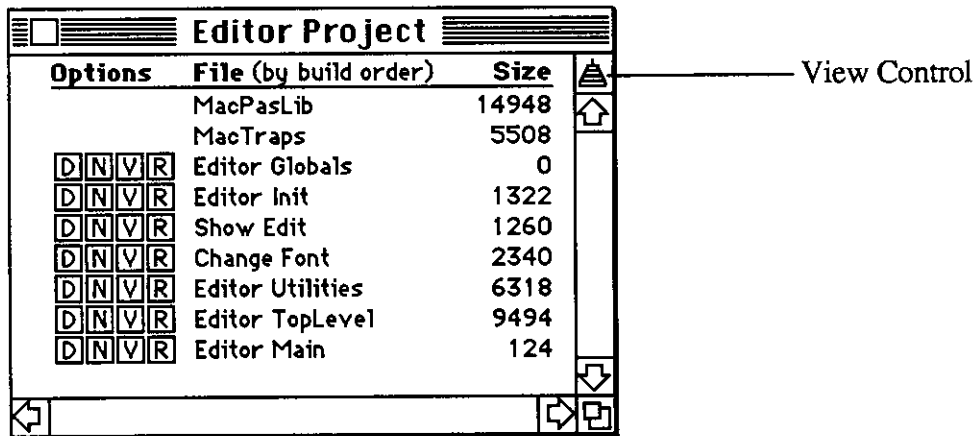 Editor Project
Options File (by build order) Size
View Control
MacPasLib 14948
MacTraps 5508
D N V R Editor Globals 0
D N V R Editor Init 1322
D N V R Show Edit 1260
D N V R Change Font 2340
D N V R Editor Utilities 6318
D N V R Editor TopLevel 9494
D N V R Editor Main 124